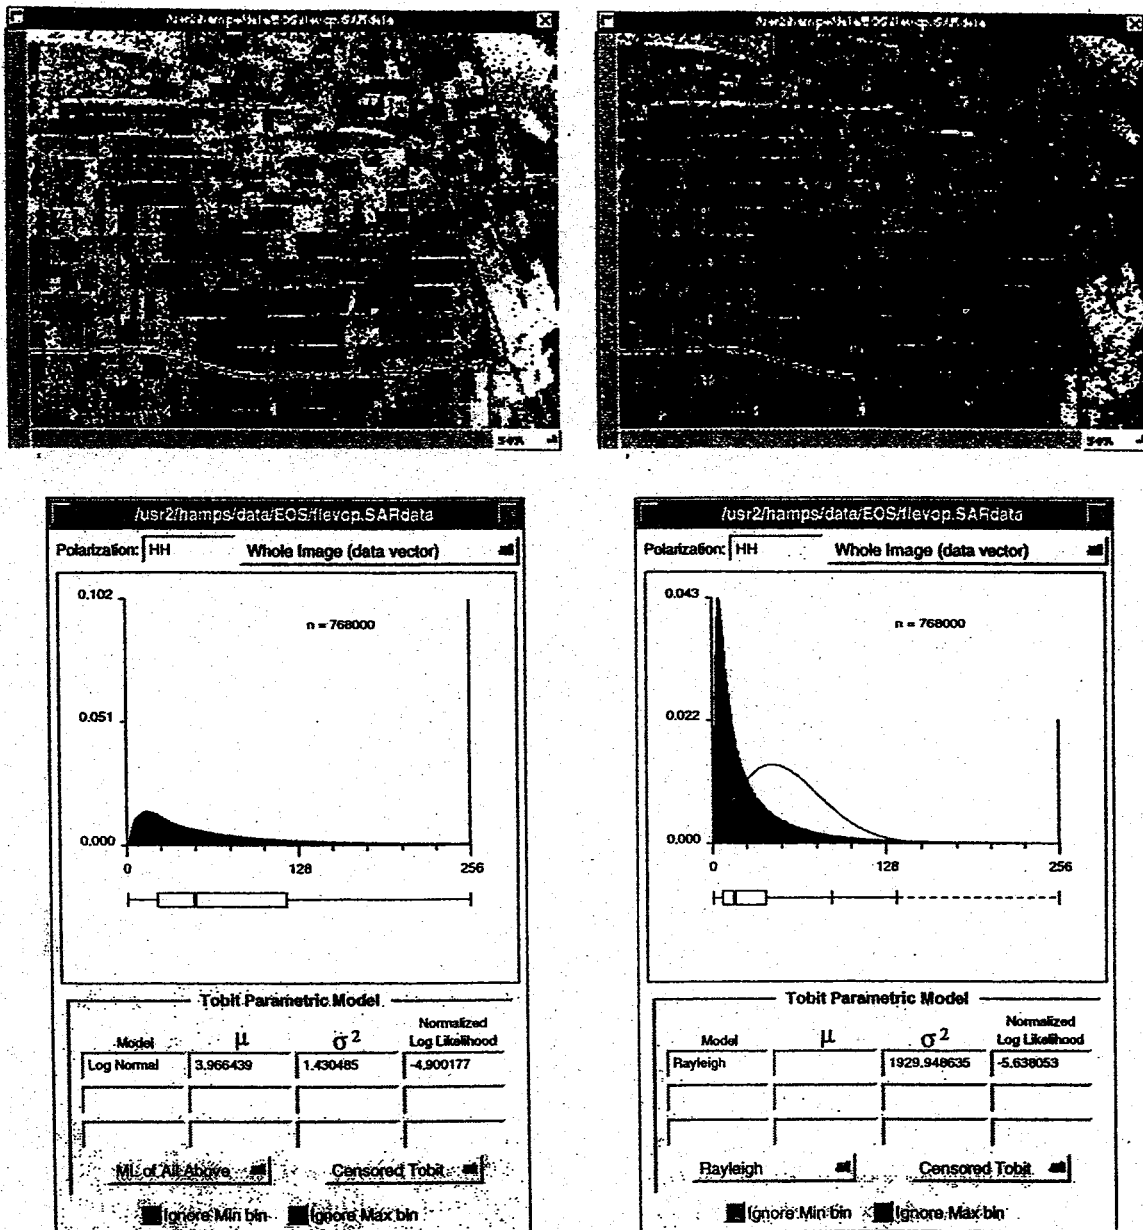 50%
50%
/usr2/hamps/data/EOS/flevop.SARdata
Polarization: HH Whole Image (data vector)
0.102
n = 768000
0.051
0.000
0 128 256
Tobit Parametric Model
Model μ σ2 Normalized Log Likelihood
Log Normal 3.966439 1.430485 -4.900177
ML of All Above Censored Tobit
Ignore Min bin Ignore Max bin
/usr2/hamps/data/EOS/flevop.SARdata
Polarization: HH Whole Image (data vector)
0.043
n = 768000
0.022
0.000
0 128 256
Tobit Parametric Model
Model μ σ2 Normalized Log Likelihood
Rayleigh 1929.948635 -5.638053
Rayleigh Censored Tobit
Ignore Min bin Ignore Max bin